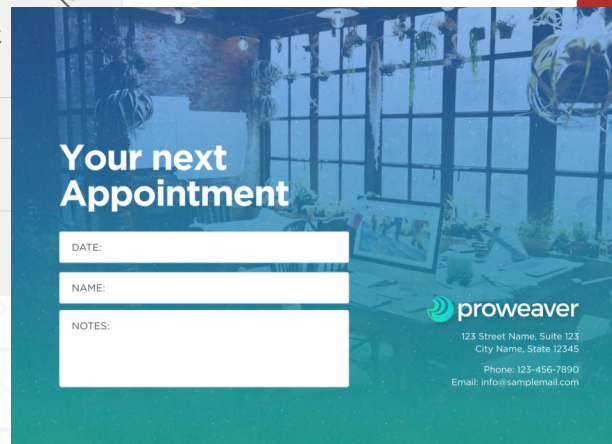 Your next
Appointment
DATE:
NAME:
NOTES:
proweaver
123 Street Name, Suite 123
City Name, State 12345
Phone: 123-456-7890
Email: info@samplemail.com